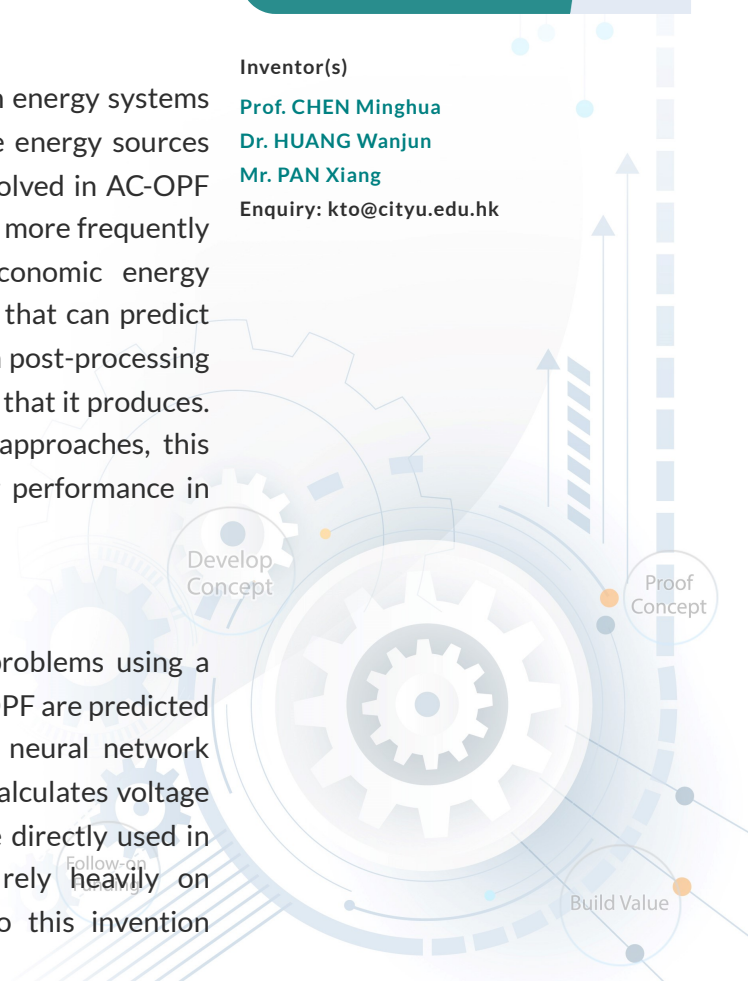 energy systems
energy sources
olved in AC-OPF
more frequently
conomic energy
that can predict
post-processing
that it produces.
approaches, this
performance in
problems using a
OPF are predicted
neural network
alculates voltage
directly used in
rely heavily on
this invention
Inventor(s)
Prof. CHEN Minghua
Dr. HUANG Wanjun
Mr. PAN Xiang
Enquiry: kto@cityu.edu.hk
Develop
Concept
Proof
Concept
Follow-on
Funding
Build Value